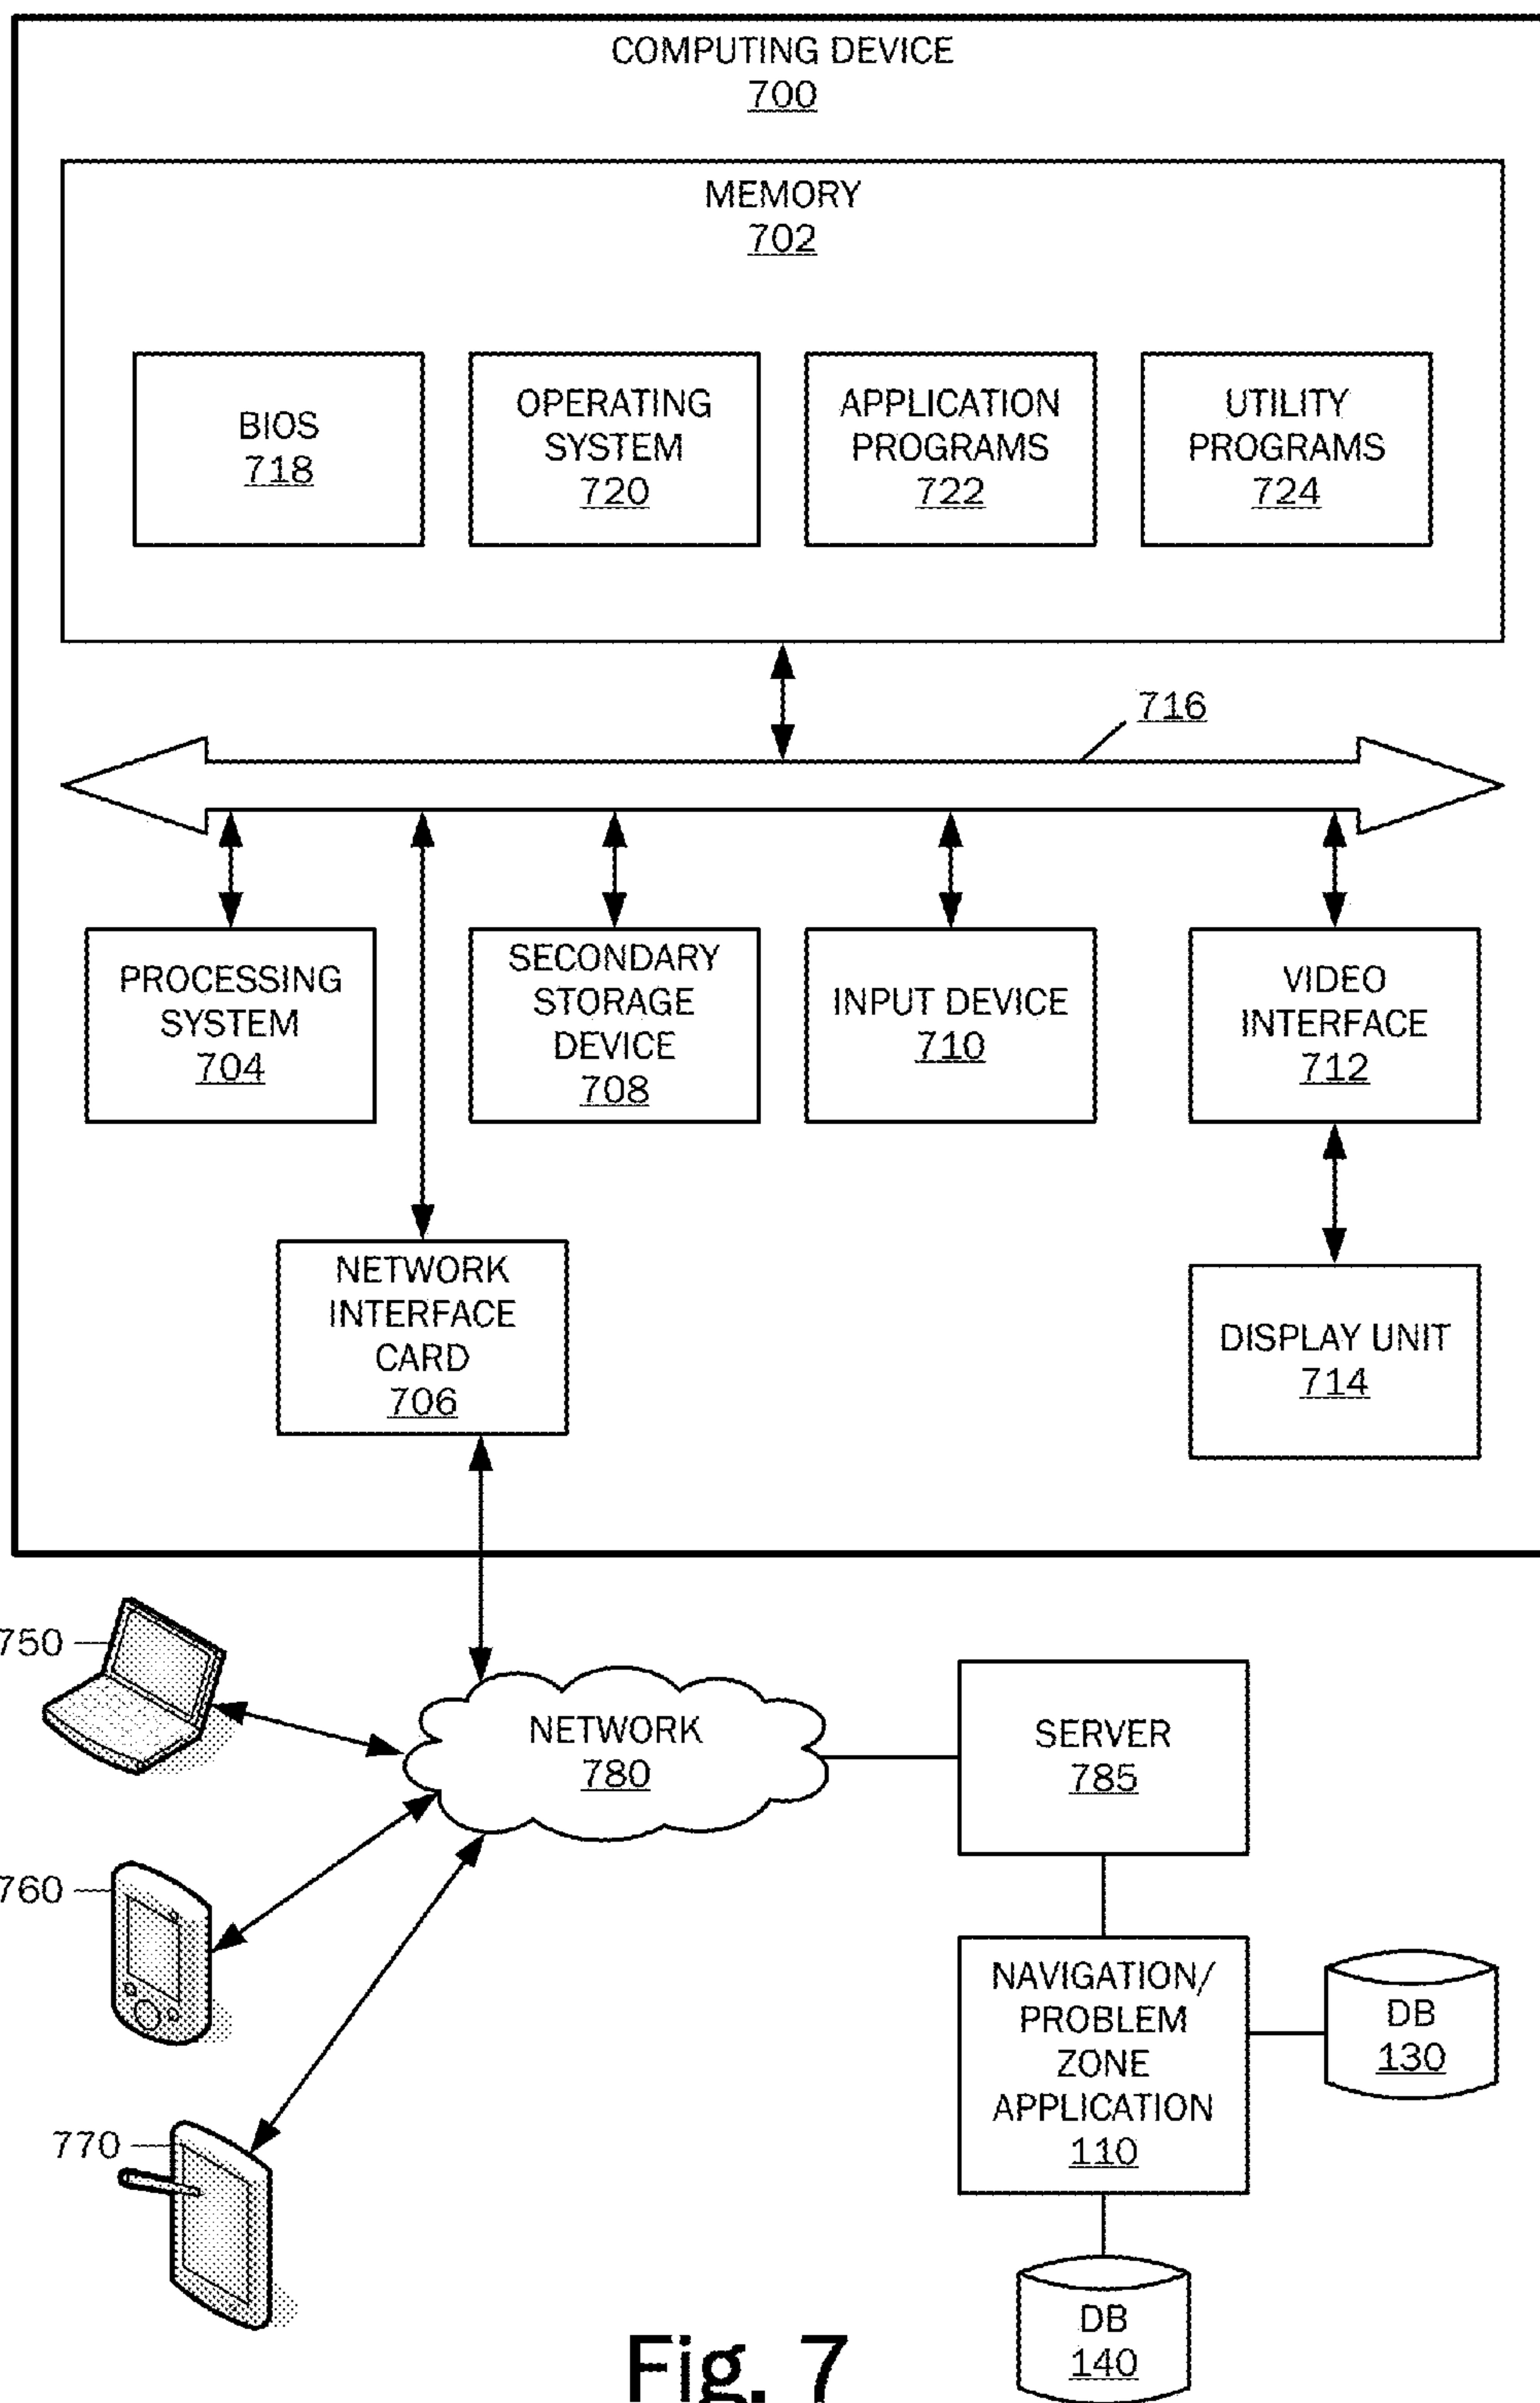 COMPUTING DEVICE
700
MEMORY
702
BIOS
718
OPERATING
SYSTEM
720
APPLICATION
PROGRAMS
722
UTILITY
PROGRAMS
724
716
PROCESSING
SYSTEM
704
SECONDARY
STORAGE
DEVICE
708
INPUT DEVICE
710
VIDEO
INTERFACE
712
NETWORK
INTERFACE
CARD
706
DISPLAY UNIT
714
750
NETWORK
780
SERVER
785
760
NAVIGATION/
PROBLEM
ZONE
APPLICATION
110
DB
130
770
DB
140
Fig. 7